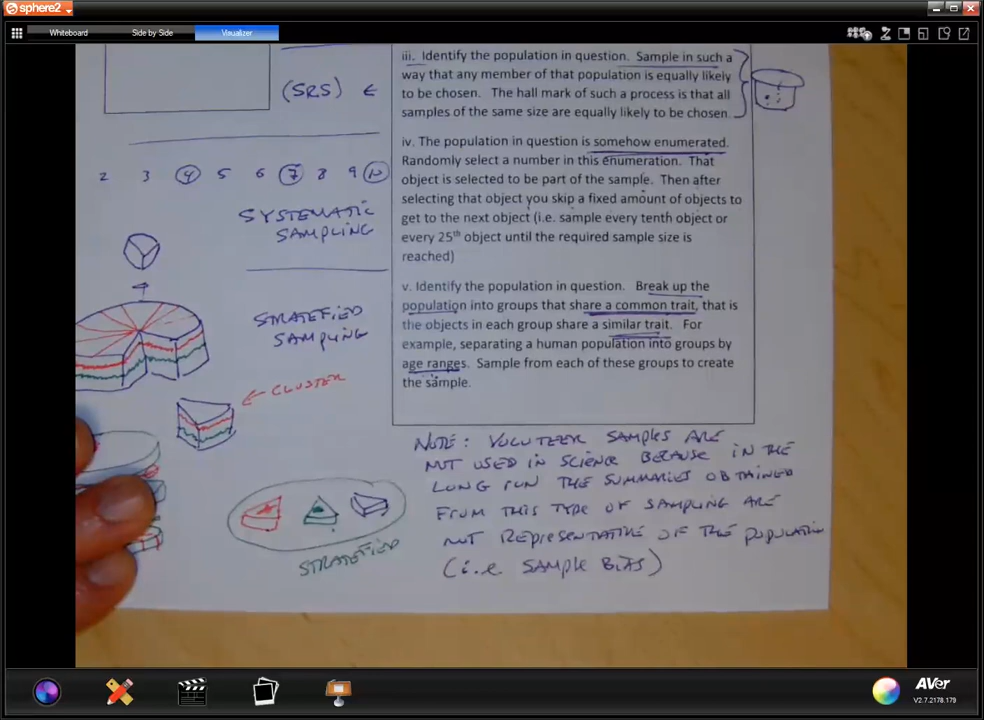 sphere2
Whiteboard
Side by Side
Visualizer
(SRS)
2 3 4 5 6 7 8 9 10
SYSTEMATIC
SAMPLING
STRATIFIED
SAMPLING
CLUSTER
STRATIFIED
iii. Identify the population in question. Sample in such a
way that any member of that population is equally likely
to be chosen. The hall mark of such a process is that all
samples of the same size are equally likely to be chosen.
iv. The population in question is somehow enumerated.
Randomly select a number in this enumeration. That
object is selected to be part of the sample. Then after
selecting that object you skip a fixed amount of objects to
get to the next object (i.e. sample every tenth object or
every 25th object until the required sample size is
reached)
v. Identify the population in question. Break up the
population into groups that share a common trait, that is
the objects in each group share a similar trait. For
example, separating a human population into groups by
age ranges. Sample from each of these groups to create
the sample.
NOTE: VOLUTEER SAMPLES ARE
NOT USED IN SCIENCE BECAUSE IN THE
LONG RUN THE SUMMARIES OBTAINED
FROM THIS TYPE OF SAMPLING ARE
NOT REPRESENTATIVE OF THE POPULATION
(i.e. SAMPLE BIAS)
AVer
V2.7.2178.179